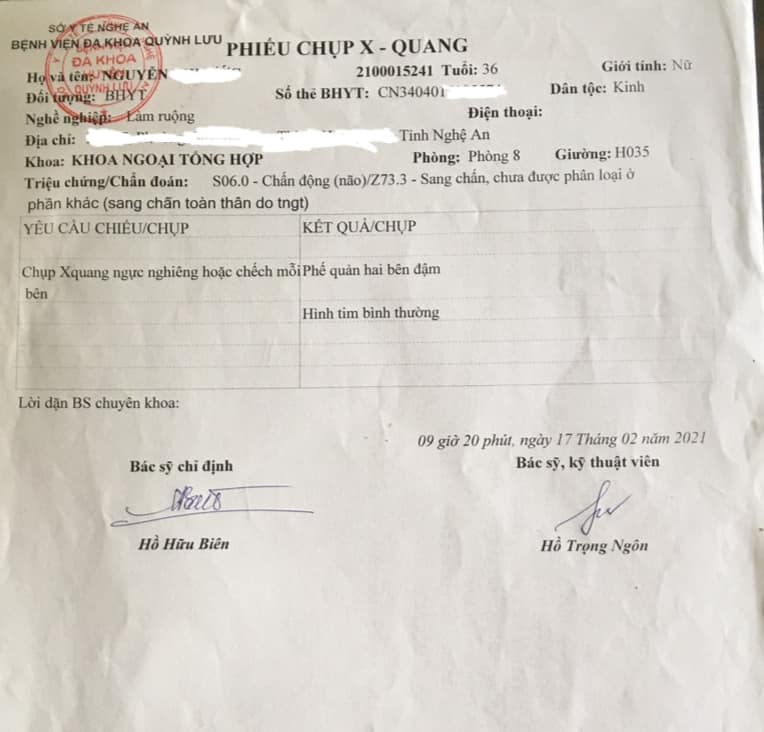 SỞ Y TẾ NGHỆ AN
BỆNH VIỆN ĐA KHOA QUỲNH LƯU
PHIẾU CHỤP X - QUANG
ĐA KHOA
QUỲNH LƯU
Họ và tên: NGUYỄN 2100015241 Tuổi: 36 Giới tính: Nữ
Đối tượng: BHYT Số thẻ BHYT: CN340401 Dân tộc: Kinh
Nghề nghiệp: Làm ruộng Điện thoại:
Địa chỉ: Tỉnh Nghệ An
Khoa: KHOA NGOẠI TỔNG HỢP Phòng: Phòng 8 Giường: H035
Triệu chứng/Chẩn đoán: S06.0 - Chấn động (não)/Z73.3 - Sang chấn, chưa được phân loại ở
phần khác (sang chấn toàn thân do tngt)
YÊU CẦU CHIẾU/CHỤP KẾT QUẢ/CHỤP
Chụp Xquang ngực nghiêng hoặc chếch mỗi Phế quản hai bên đậm
bên
Hình tim bình thường
Lời dặn BS chuyên khoa:
09 giờ 20 phút, ngày 17 Tháng 02 năm 2021
Bác sỹ chỉ định Bác sỹ, kỹ thuật viên
Hồ Hữu Biên Hồ Trọng Ngôn